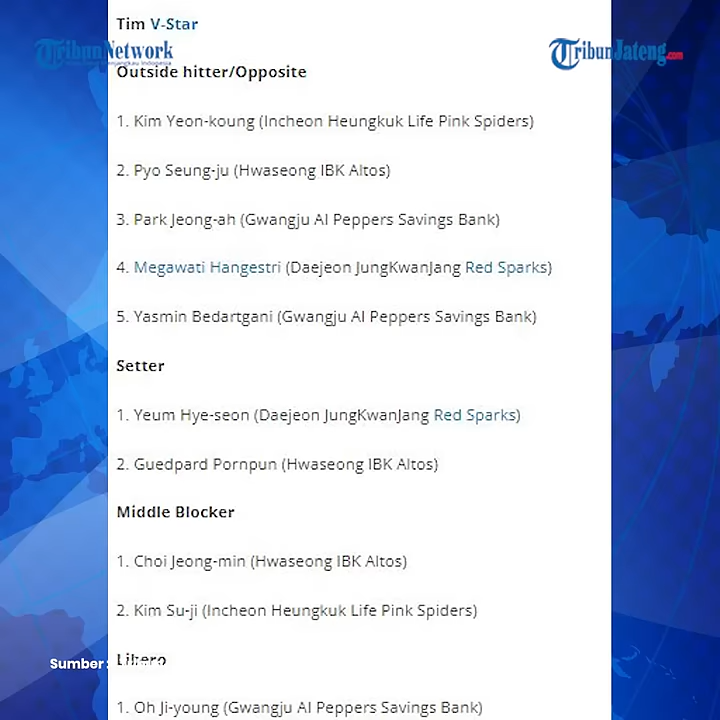 Tim V-Star
TribunNetwork
TribunJateng.com
Outside hitter/Opposite
1. Kim Yeon-koung (Incheon Heungkuk Life Pink Spiders)
2. Pyo Seung-ju (Hwaseong IBK Altos)
3. Park Jeong-ah (Gwangju AI Peppers Savings Bank)
4. Megawati Hangestri (Daejeon JungKwanJang Red Sparks)
5. Yasmin Bedartgani (Gwangju AI Peppers Savings Bank)
Setter
1. Yeum Hye-seon (Daejeon JungKwanJang Red Sparks)
2. Guedpard Pornpun (Hwaseong IBK Altos)
Middle Blocker
1. Choi Jeong-min (Hwaseong IBK Altos)
2. Kim Su-ji (Incheon Heungkuk Life Pink Spiders)
Sumber :
Libero
1. Oh Ji-young (Gwangju AI Peppers Savings Bank)